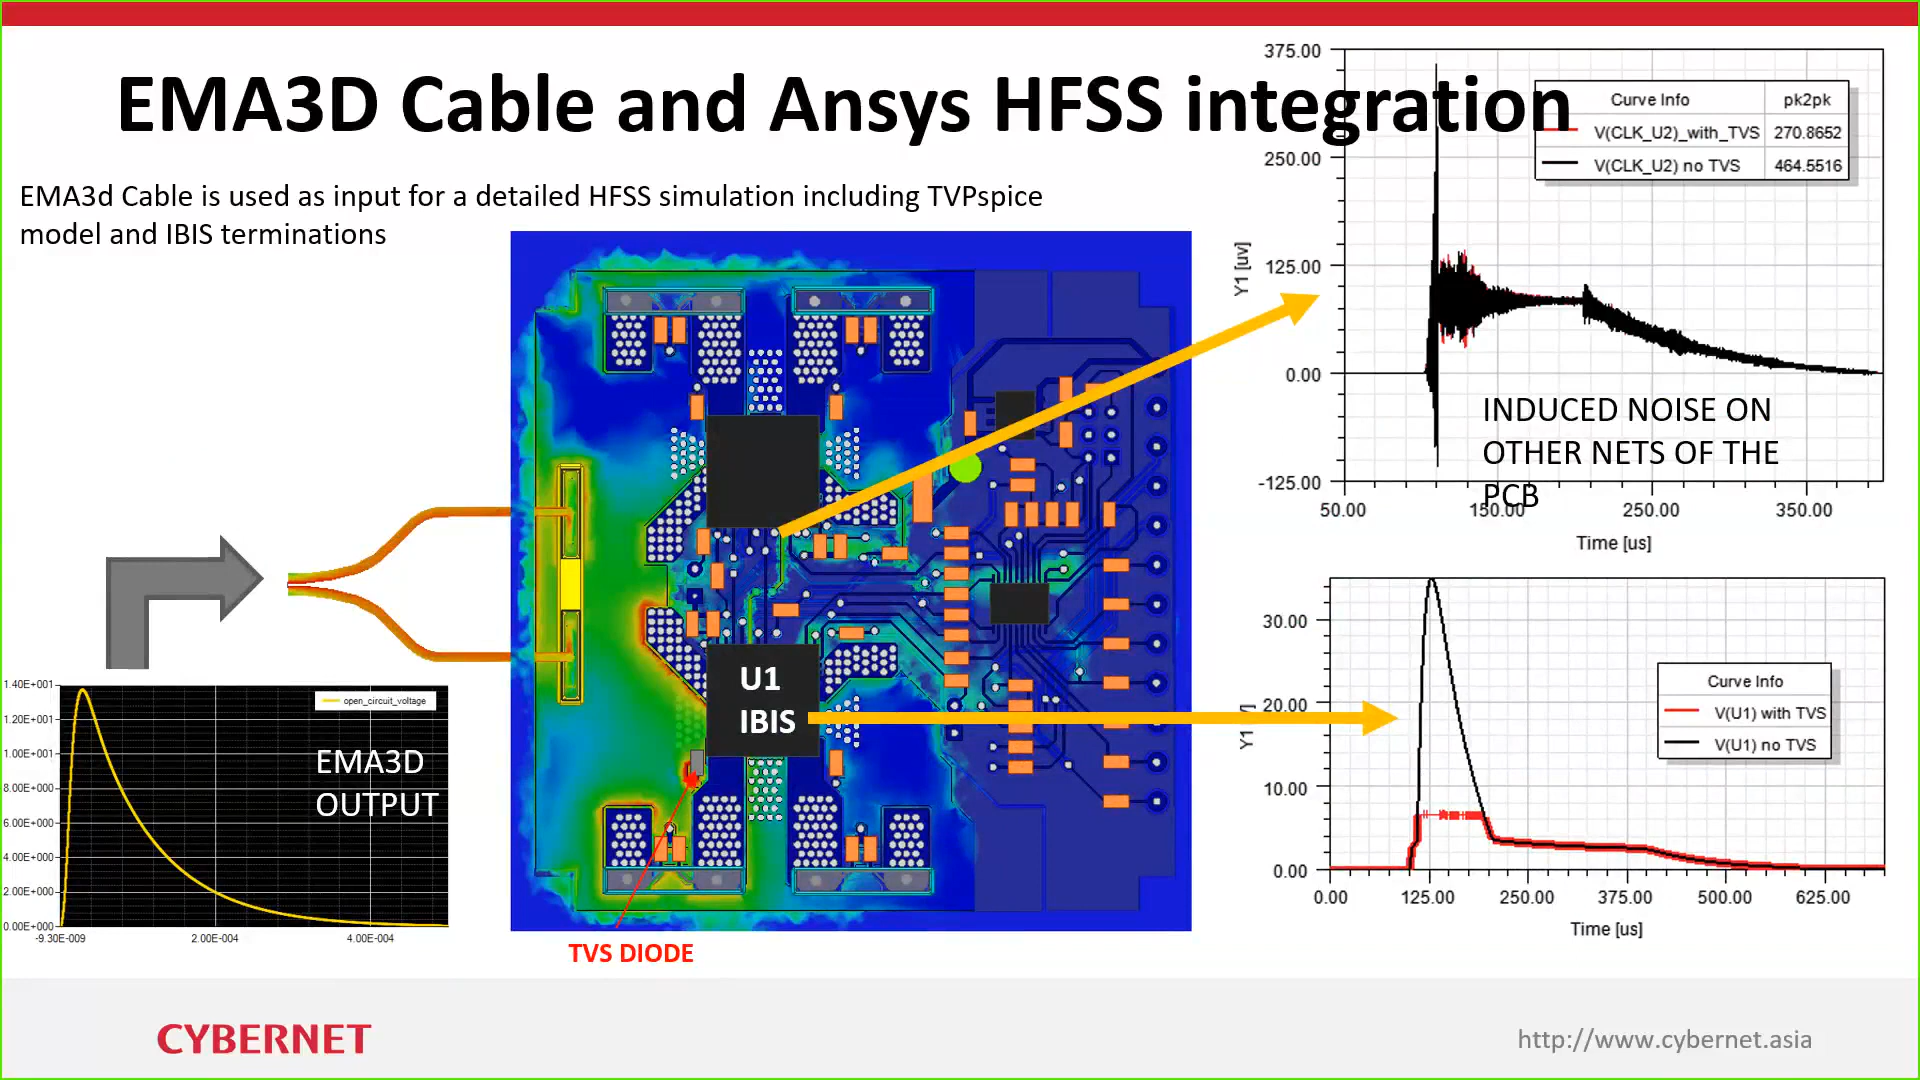 EMA3D Cable and Ansys HFSS integration
EMA3d Cable is used as input for a detailed HFSS simulation including TVPspice
model and IBIS terminations
375.00
250.00
125.00
0.00
-125.00
Y1 [uv]
50.00 150.00 250.00 350.00
Time [us]
Curve Info pk2pk
V(CLK_U2)_with_TVS 270.8652
V(CLK_U2) no TVS 464.5516
INDUCED NOISE ON
OTHER NETS OF THE
PCB
U1
IBIS
30.00
20.00
10.00
0.00
0.00 125.00 250.00 375.00 500.00 625.00
Time [us]
Curve Info
V(U1) with TVS
V(U1) no TVS
1.40E+001
1.20E+001
1.00E+001
8.00E+000
6.00E+000
4.00E+000
2.00E+000
0.00E+000
-9.30E-009 2.00E-004 4.00E-004
open_circuit_voltage
EMA3D
OUTPUT
TVS DIODE
CYBERNET
http://www.cybernet.asia